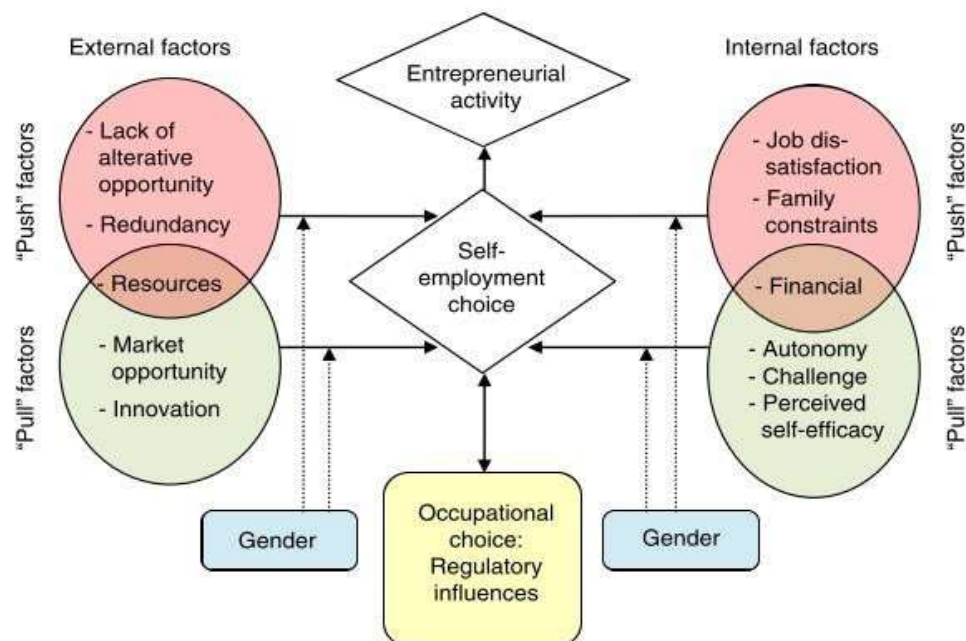 External factors
"Push" factors
- Lack of
alterative
opportunity
- Redundancy
- Resources
"Pull" factors
- Market
opportunity
- Innovation
Gender
Entrepreneurial
activity
Self-
employment
choice
Occupational
choice:
Regulatory
influences
Internal factors
"Push" factors
- Job dis-
satisfaction
- Family
constraints
- Financial
"Pull" factors
- Autonomy
- Challenge
- Perceived
self-efficacy
Gender